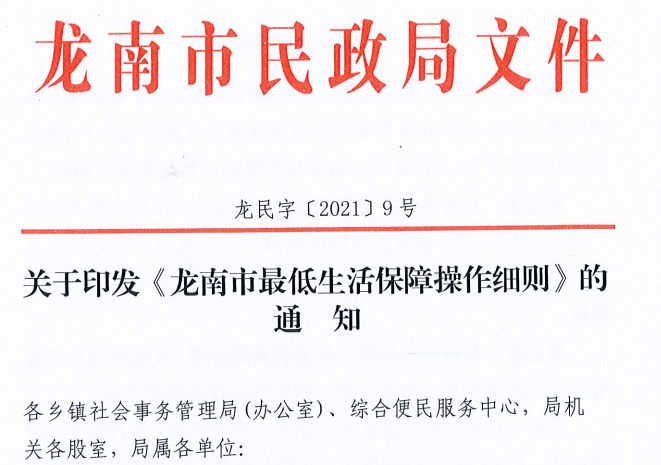 龙南市民政局文件
龙民字〔2021〕9号
关于印发《龙南市最低生活保障操作细则》的
通 知
各乡镇社会事务管理局(办公室)、综合便民服务中心，局机
关各股室，局属各单位：